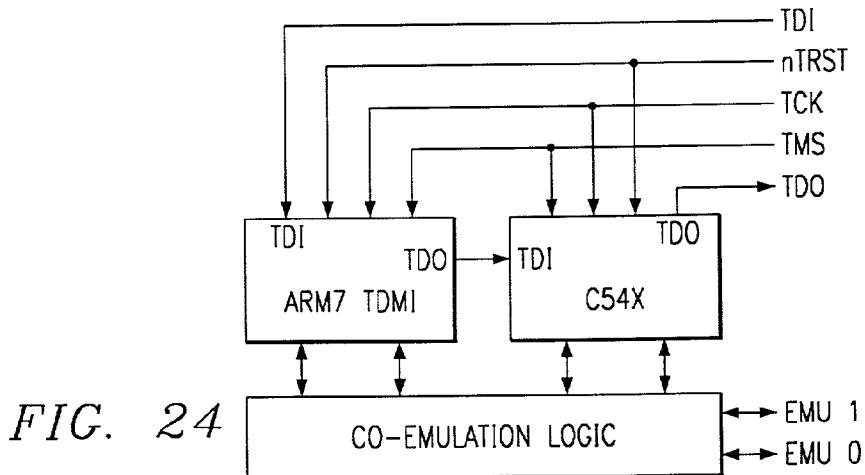 TDI
nTRST
TCK
TMS
TDO
TDI
TDO
TDI
TDO
ARM7 TDMI
C54X
CO-EMULATION LOGIC
EMU 1
EMU 0
FIG. 24